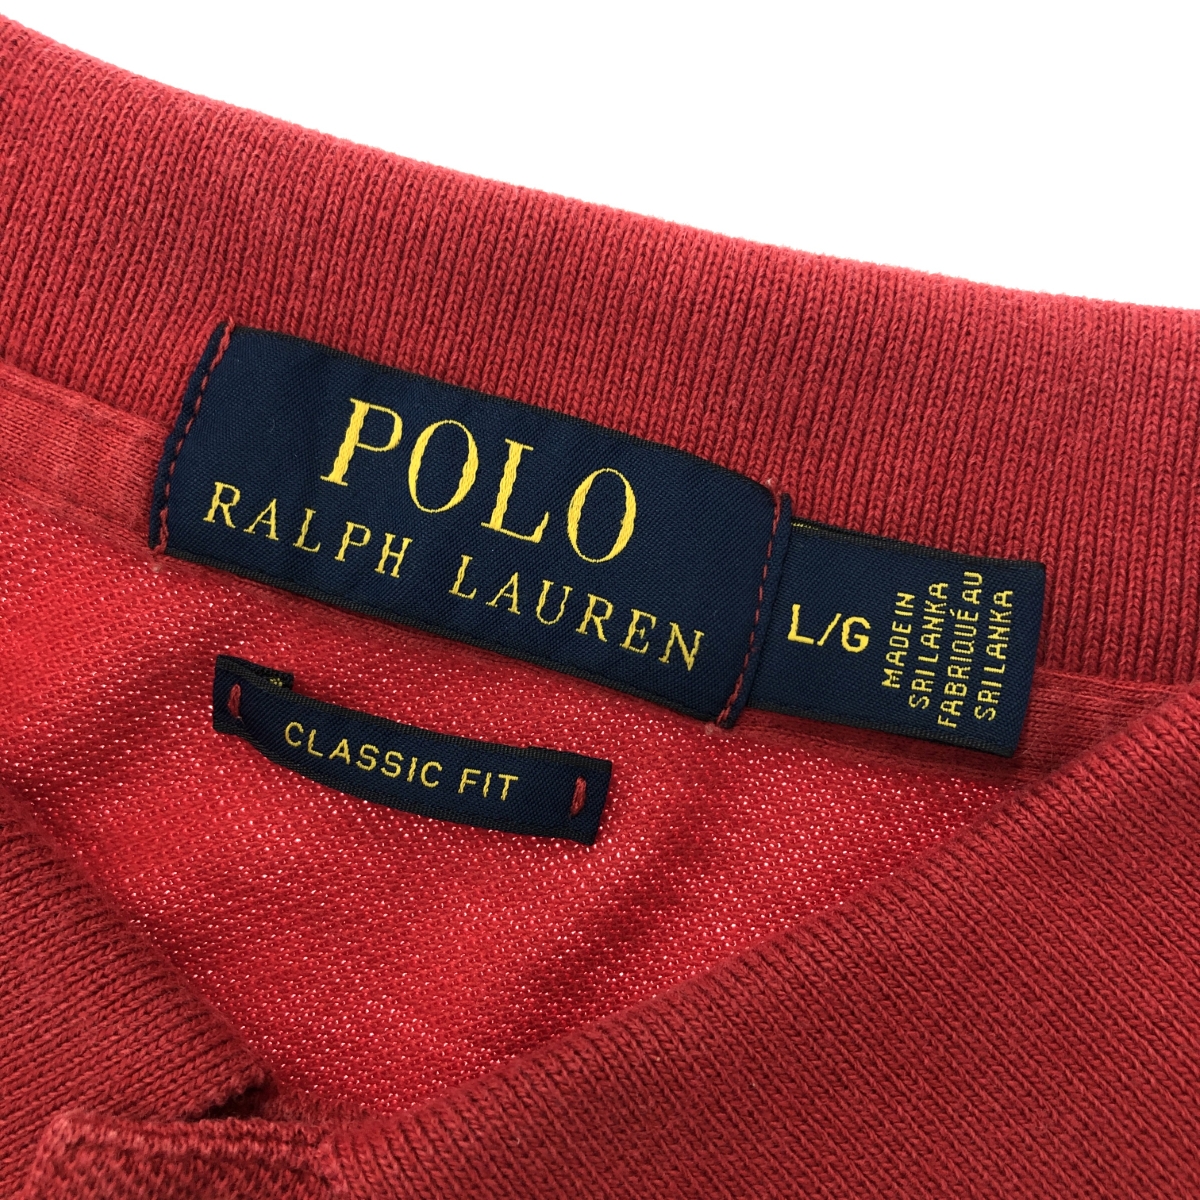 POLO
RALPH LAUREN
L/G
MADE IN
SRI LANKA
FABRIQUÉ AU
SRI LANKA
CLASSIC FIT